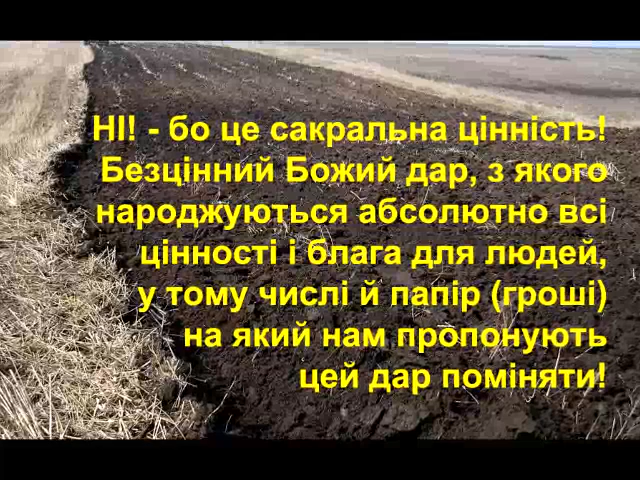 НІ! - бо це сакральна цінність!
Безцінний Божий дар, з якого
народжуються абсолютно всі
цінності і блага для людей,
у тому числі й папір (гроші)
на який нам пропонують
цей дар поміняти!